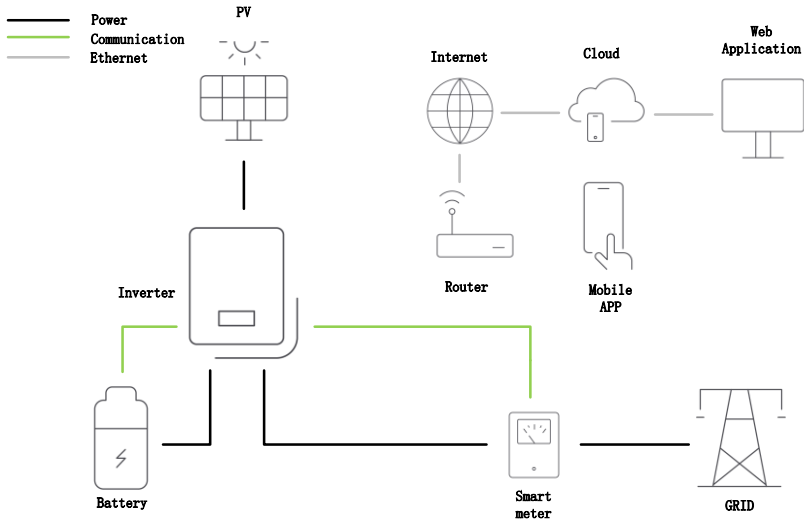 Power
Communication
Ethernet
PV
Internet
Cloud
Web
Application
Inverter
Router
Mobile
APP
Battery
Smart
meter
GRID